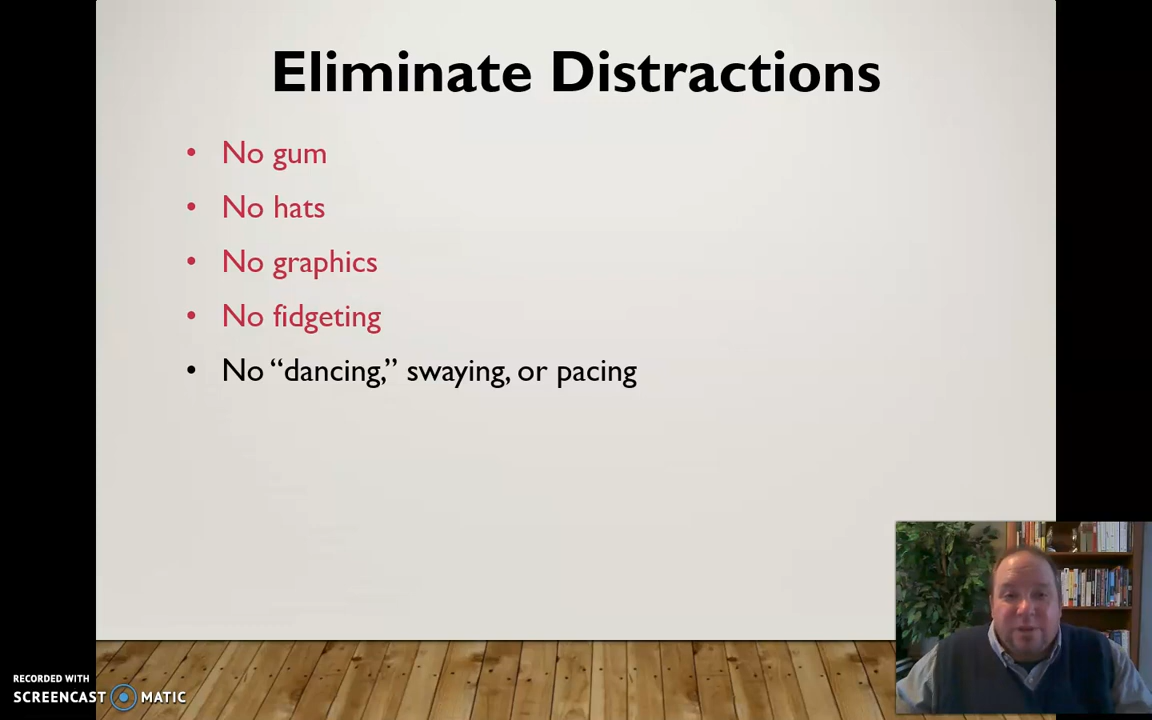 Eliminate Distractions
• No gum
• No hats
• No graphics
• No fidgeting
• No “dancing,” swaying, or pacing
RECORDED WITH
SCREENCAST MATIC